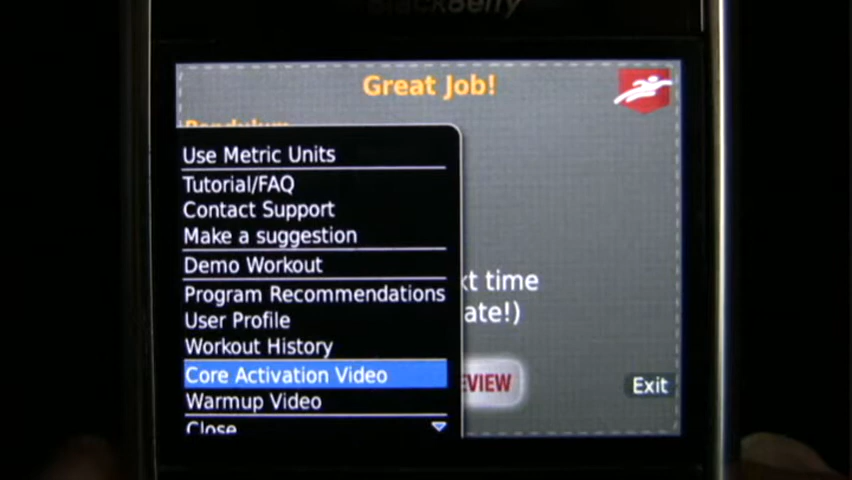 BlackBerry
Great Job!
Pendulum
Use Metric Units
Tutorial/FAQ
Contact Support
Make a suggestion
Demo Workout
Program Recommendations
xt time
User Profile
ate!)
Workout History
Core Activation Video
EVIEW
Exit
Warmup Video
Close